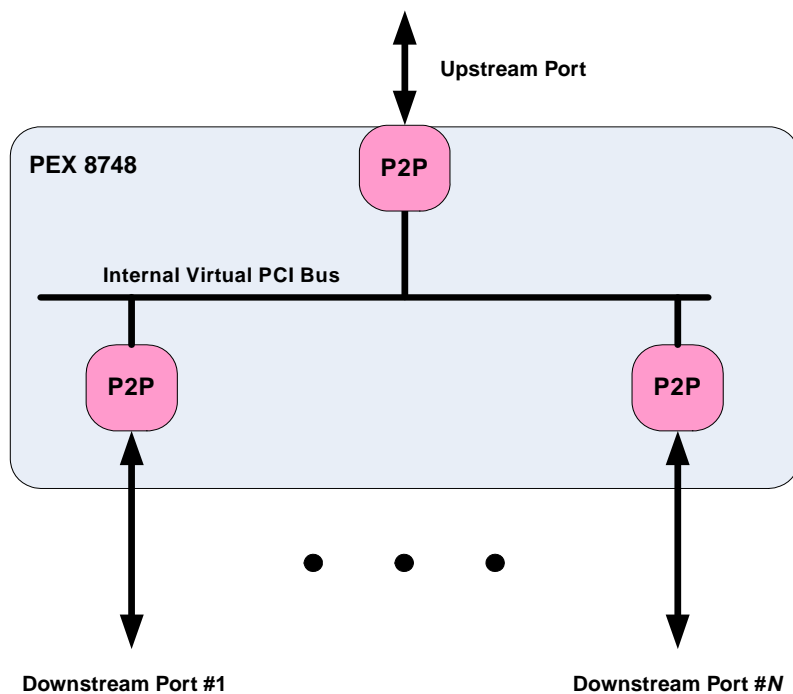 Upstream Port
PEX 8748
P2P
Internal Virtual PCI Bus
P2P
P2P
Downstream Port #1
Downstream Port #N